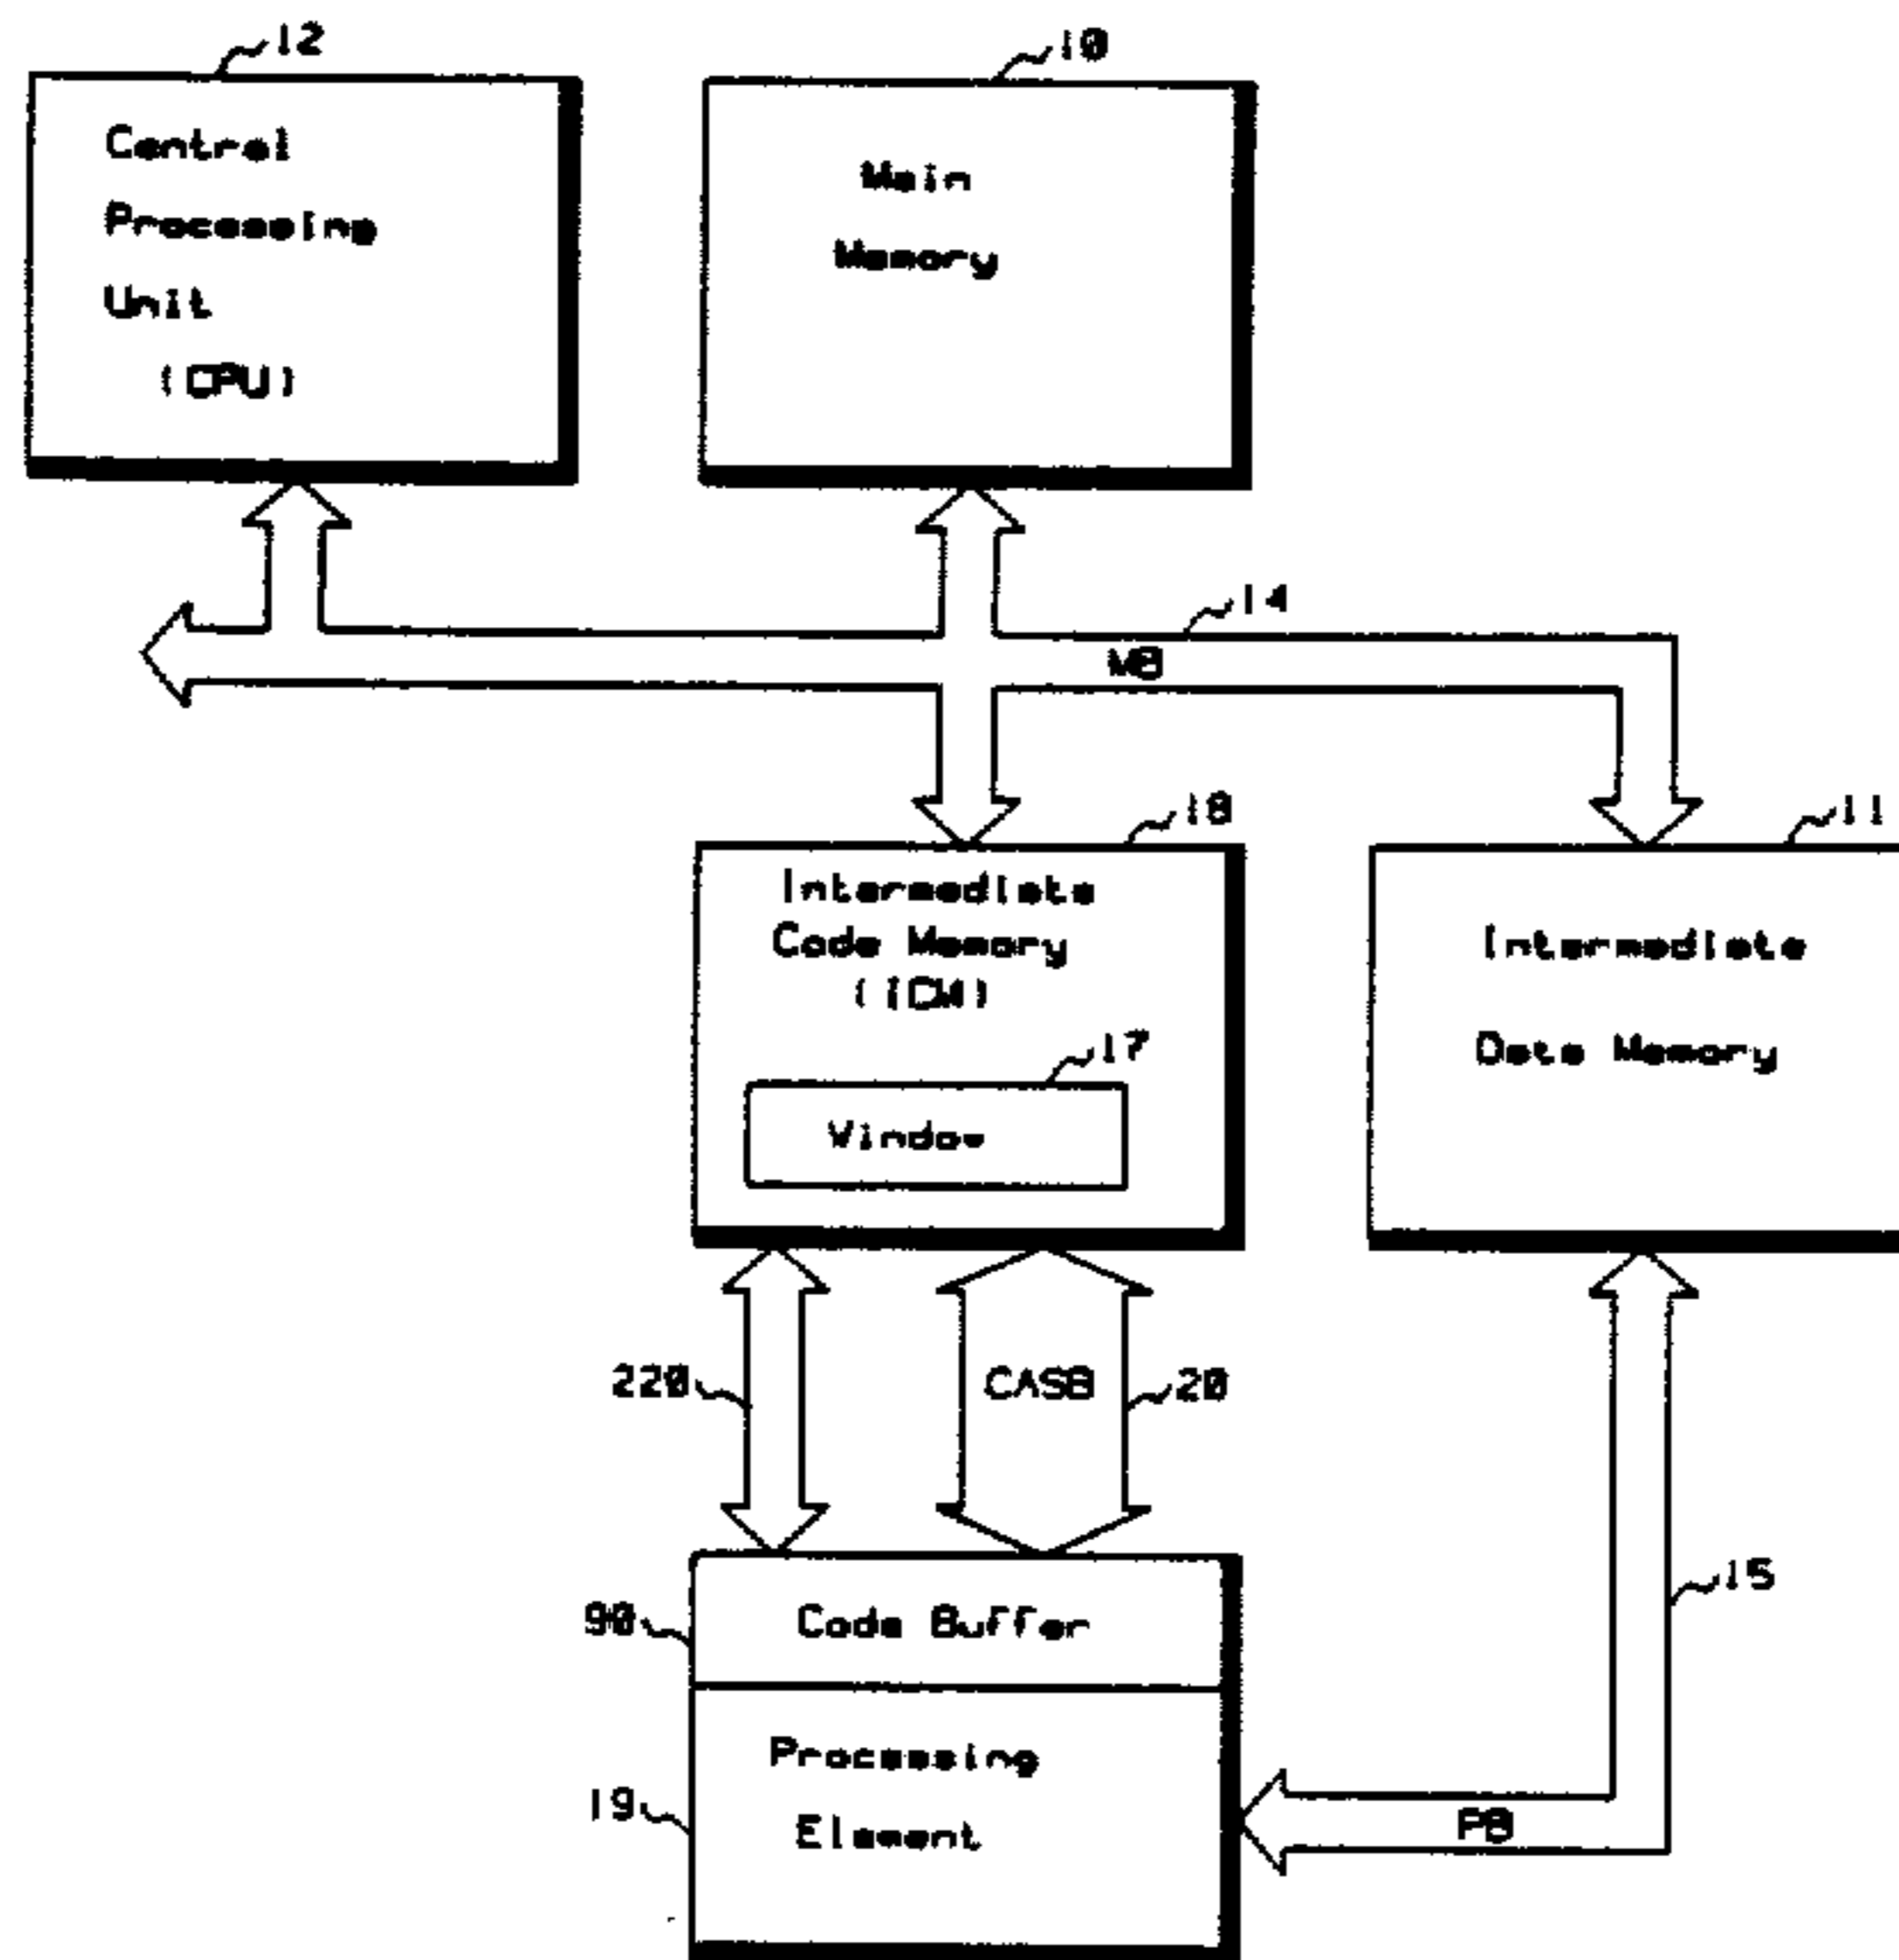 12
10
Central
Processing
Unit
(CPU)
Main
Memory
14
MB
18
11
Intermediate
Code Memory
(ICM)
17
Window
Intermediate
Data Memory
220
CASB
20
15
90
Code Buffer
19
Processing
Element
PB